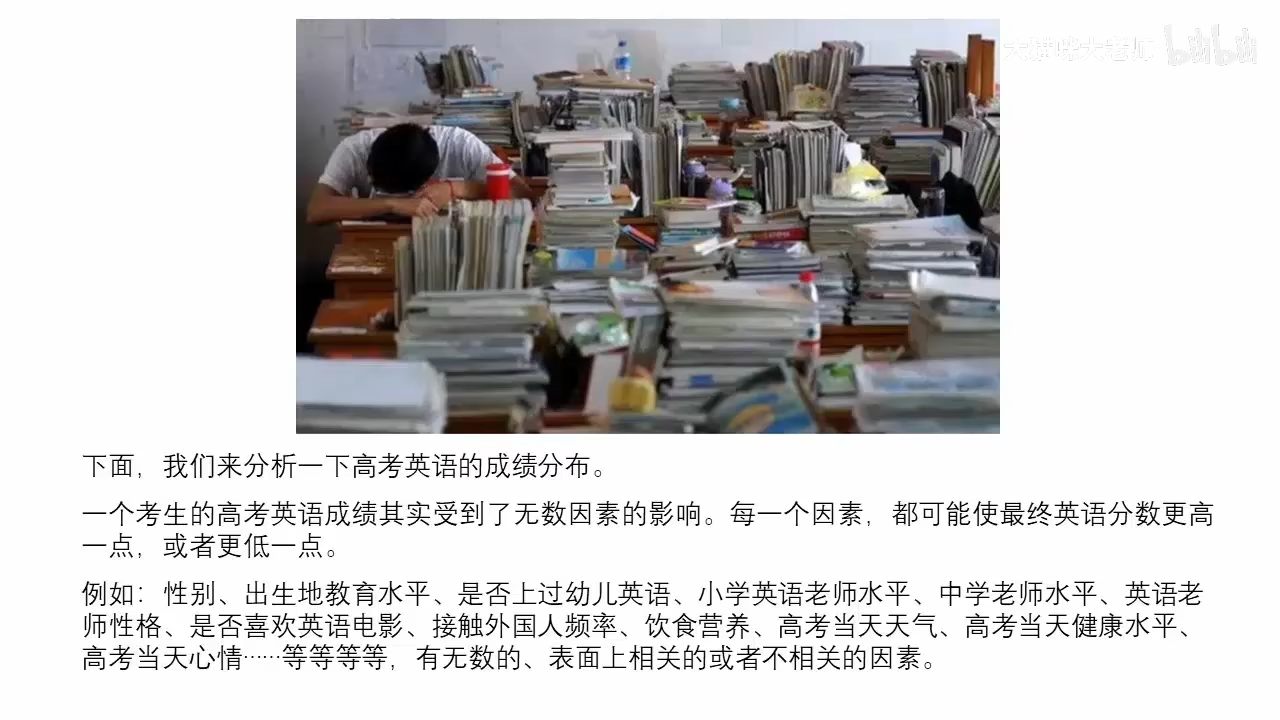 大猫咪大老师 bilibili
下面，我们来分析一下高考英语的成绩分布。
一个考生的高考英语成绩其实受到了无数因素的影响。每一个因素，都可能使最终英语分数更高
一点，或者更低一点。
例如：性别、出生地教育水平、是否上过幼儿英语、小学英语老师水平、中学老师水平、英语老
师性格、是否喜欢英语电影、接触外国人频率、饮食营养、高考当天天气、高考当天健康水平、
高考当天心情……等等等等，有无数的、表面上相关的或者不相关的因素。